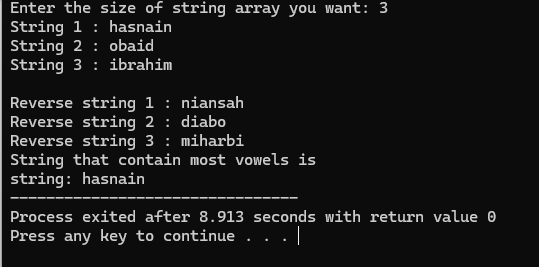 Enter the size of string array you want: 3
String 1 : hasnain
String 2 : obaid
String 3 : ibrahim

Reverse string 1 : niansah
Reverse string 2 : diabo
Reverse string 3 : miharbi
String that contain most vowels is
string: hasnain
--------------------------------
Process exited after 8.913 seconds with return value 0
Press any key to continue . . .